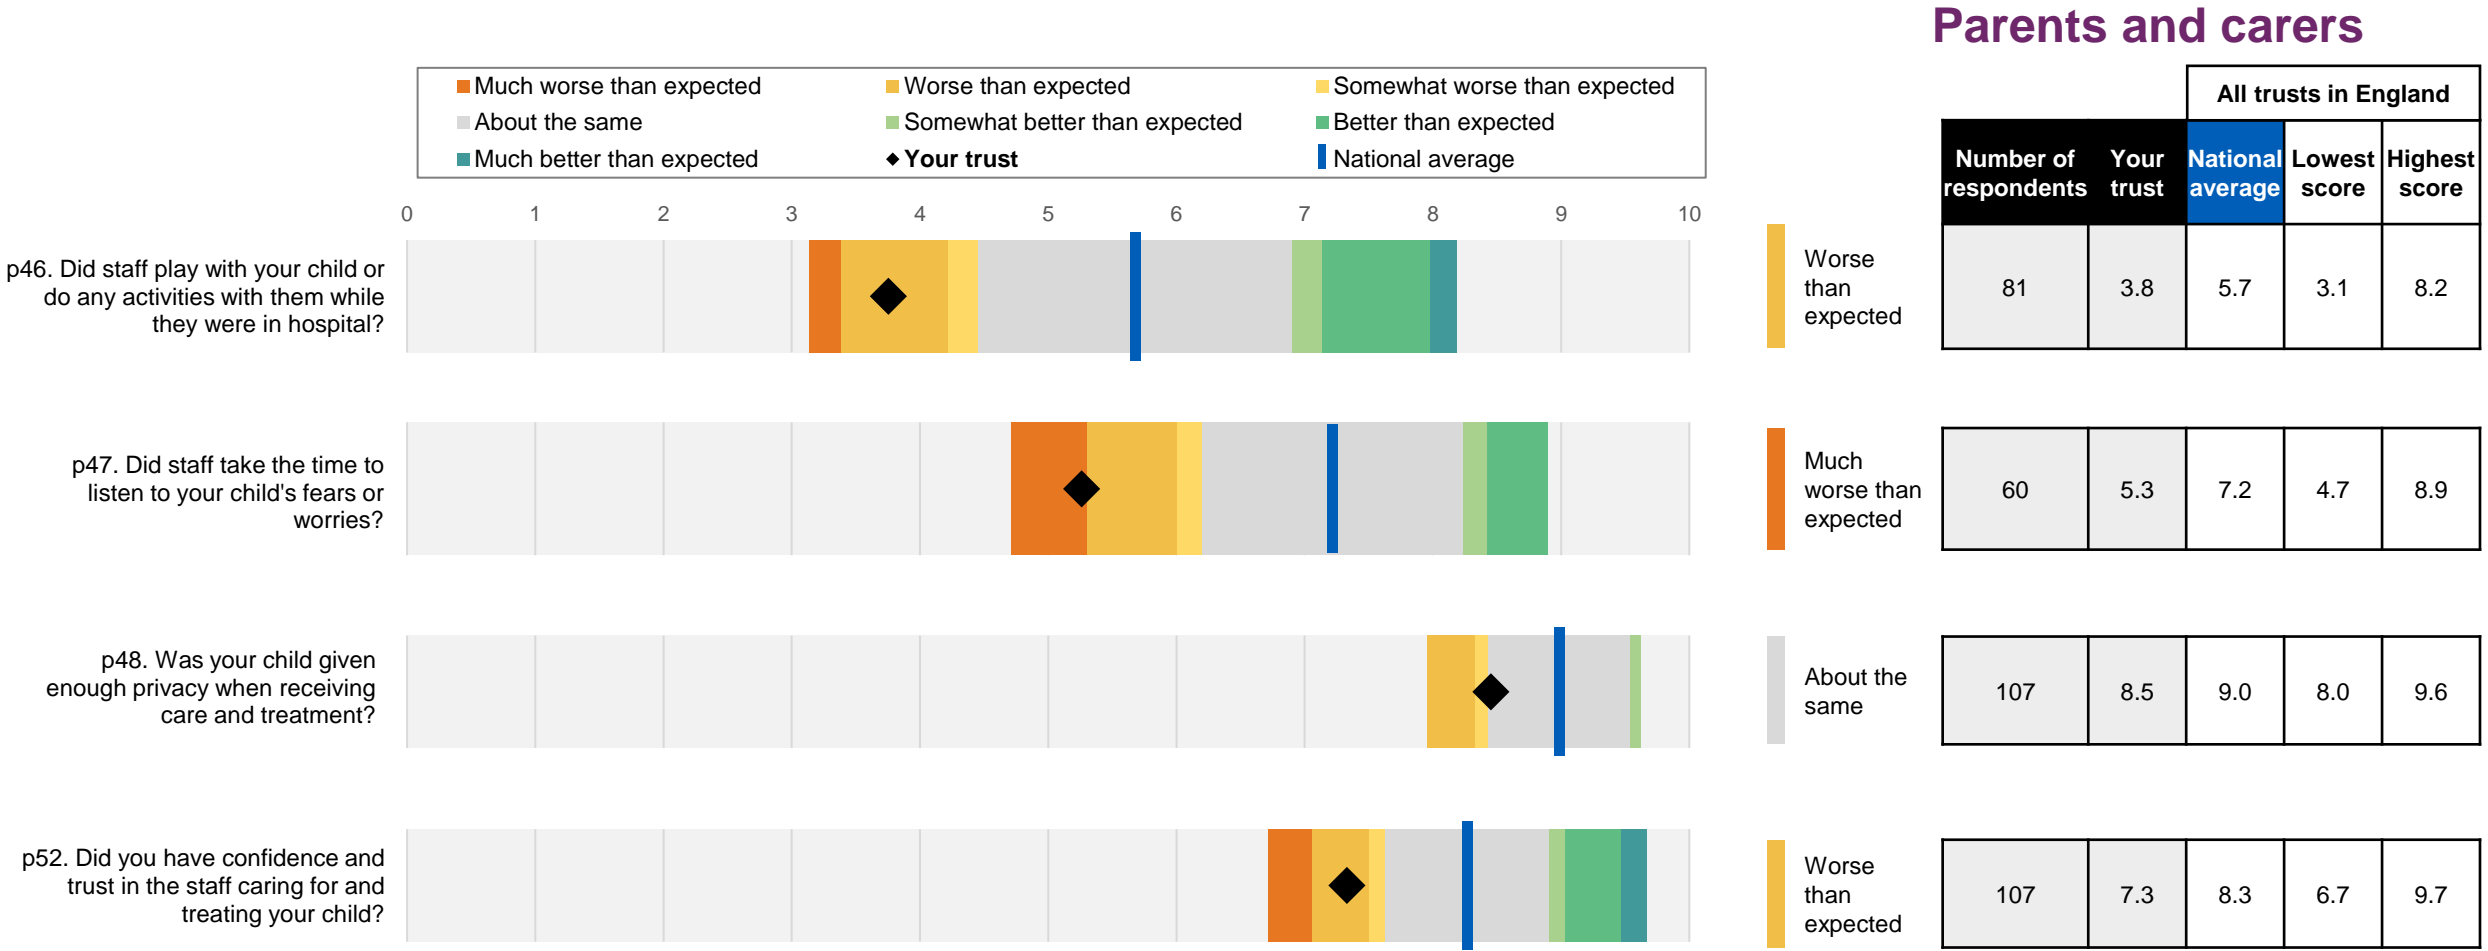 Parents and carers
Much worse than expected
Worse than expected
Somewhat worse than expected
About the same
Somewhat better than expected
Better than expected
Much better than expected
Your trust
National average
All trusts in England
Number of respondents
Your trust
National average
Lowest score
Highest score
0 1 2 3 4 5 6 7 8 9 10
p46. Did staff play with your child or
do any activities with them while
they were in hospital?
Worse
than
expected
81 3.8 5.7 3.1 8.2
p47. Did staff take the time to
listen to your child's fears or
worries?
Much
worse than
expected
60 5.3 7.2 4.7 8.9
p48. Was your child given
enough privacy when receiving
care and treatment?
About the
same
107 8.5 9.0 8.0 9.6
p52. Did you have confidence and
trust in the staff caring for and
treating your child?
Worse
than
expected
107 7.3 8.3 6.7 9.7